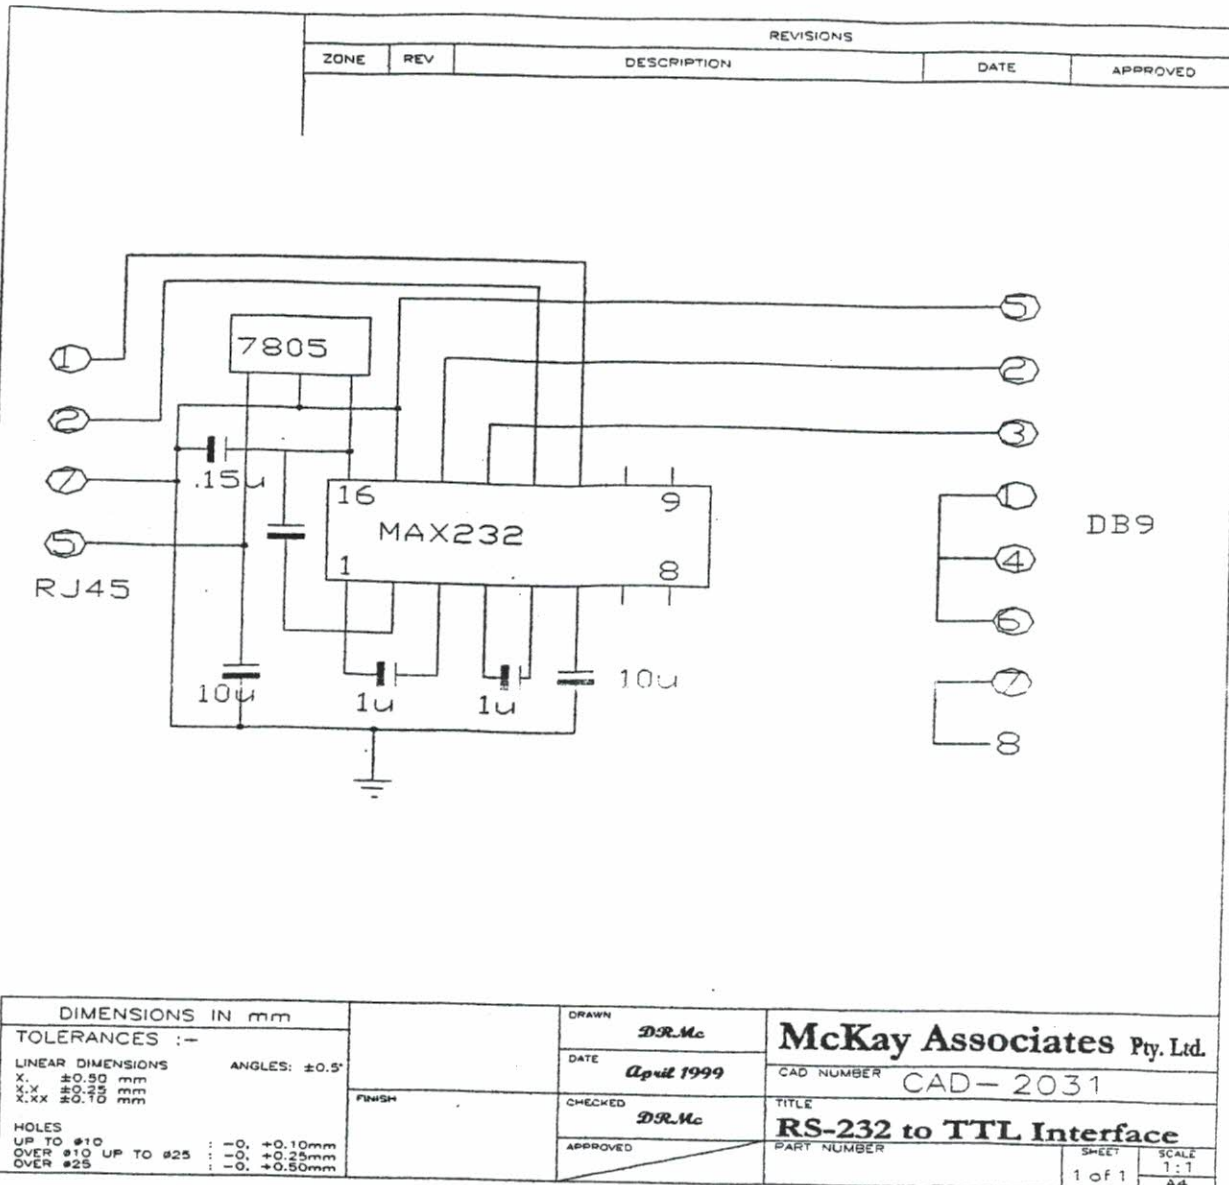 REVISIONS
ZONE REV DESCRIPTION DATE APPROVED
5
7805
1
2
2
3
.15u
7
16
9
1
MAX232
DB9
5
1
8
4
RJ45
6
10u
1u
1u
10u
7
8
DIMENSIONS IN mm
TOLERANCES :-
LINEAR DIMENSIONS ANGLES: ±0.5°
X. ±0.50 mm
X.X ±0.25 mm
X.XX ±0.10 mm
HOLES
UP TO ø10 : -0, +0.10mm
OVER ø10 UP TO ø25 : -0, +0.25mm
OVER ø25 : -0, +0.50mm
FINISH
DRAWN
DRMc
DATE
April 1999
CHECKED
DRMc
APPROVED
McKay Associates Pty. Ltd.
CAD NUMBER CAD-2031
TITLE
RS-232 to TTL Interface
PART NUMBER
SHEET
1 of 1
SCALE
1:1
A4